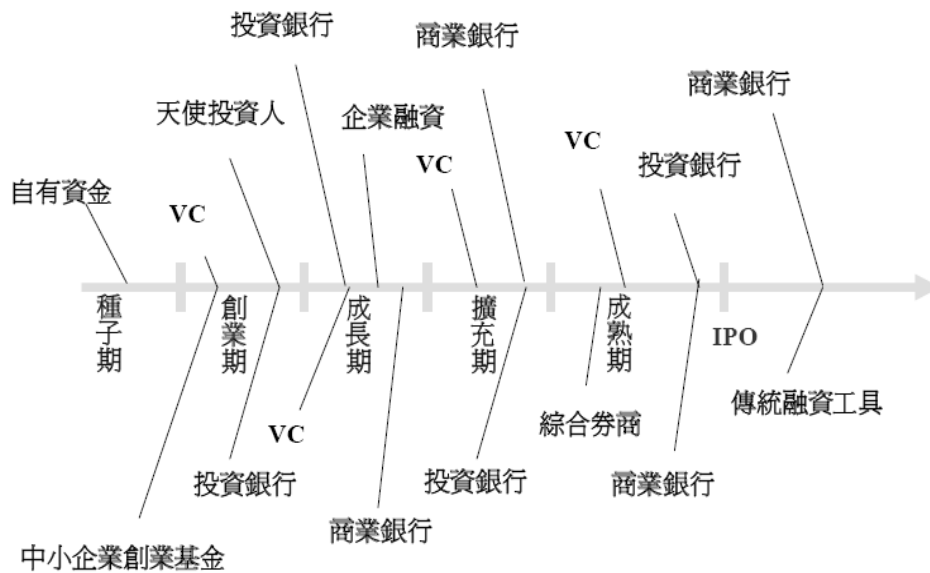 投資銀行
商業銀行
商業銀行
天使投資人
企業融資
VC
VC
投資銀行
自有資金
VC
種子期
創業期
成長期
擴充期
成熟期
IPO
傳統融資工具
綜合券商
VC
投資銀行
投資銀行
商業銀行
商業銀行
中小企業創業基金